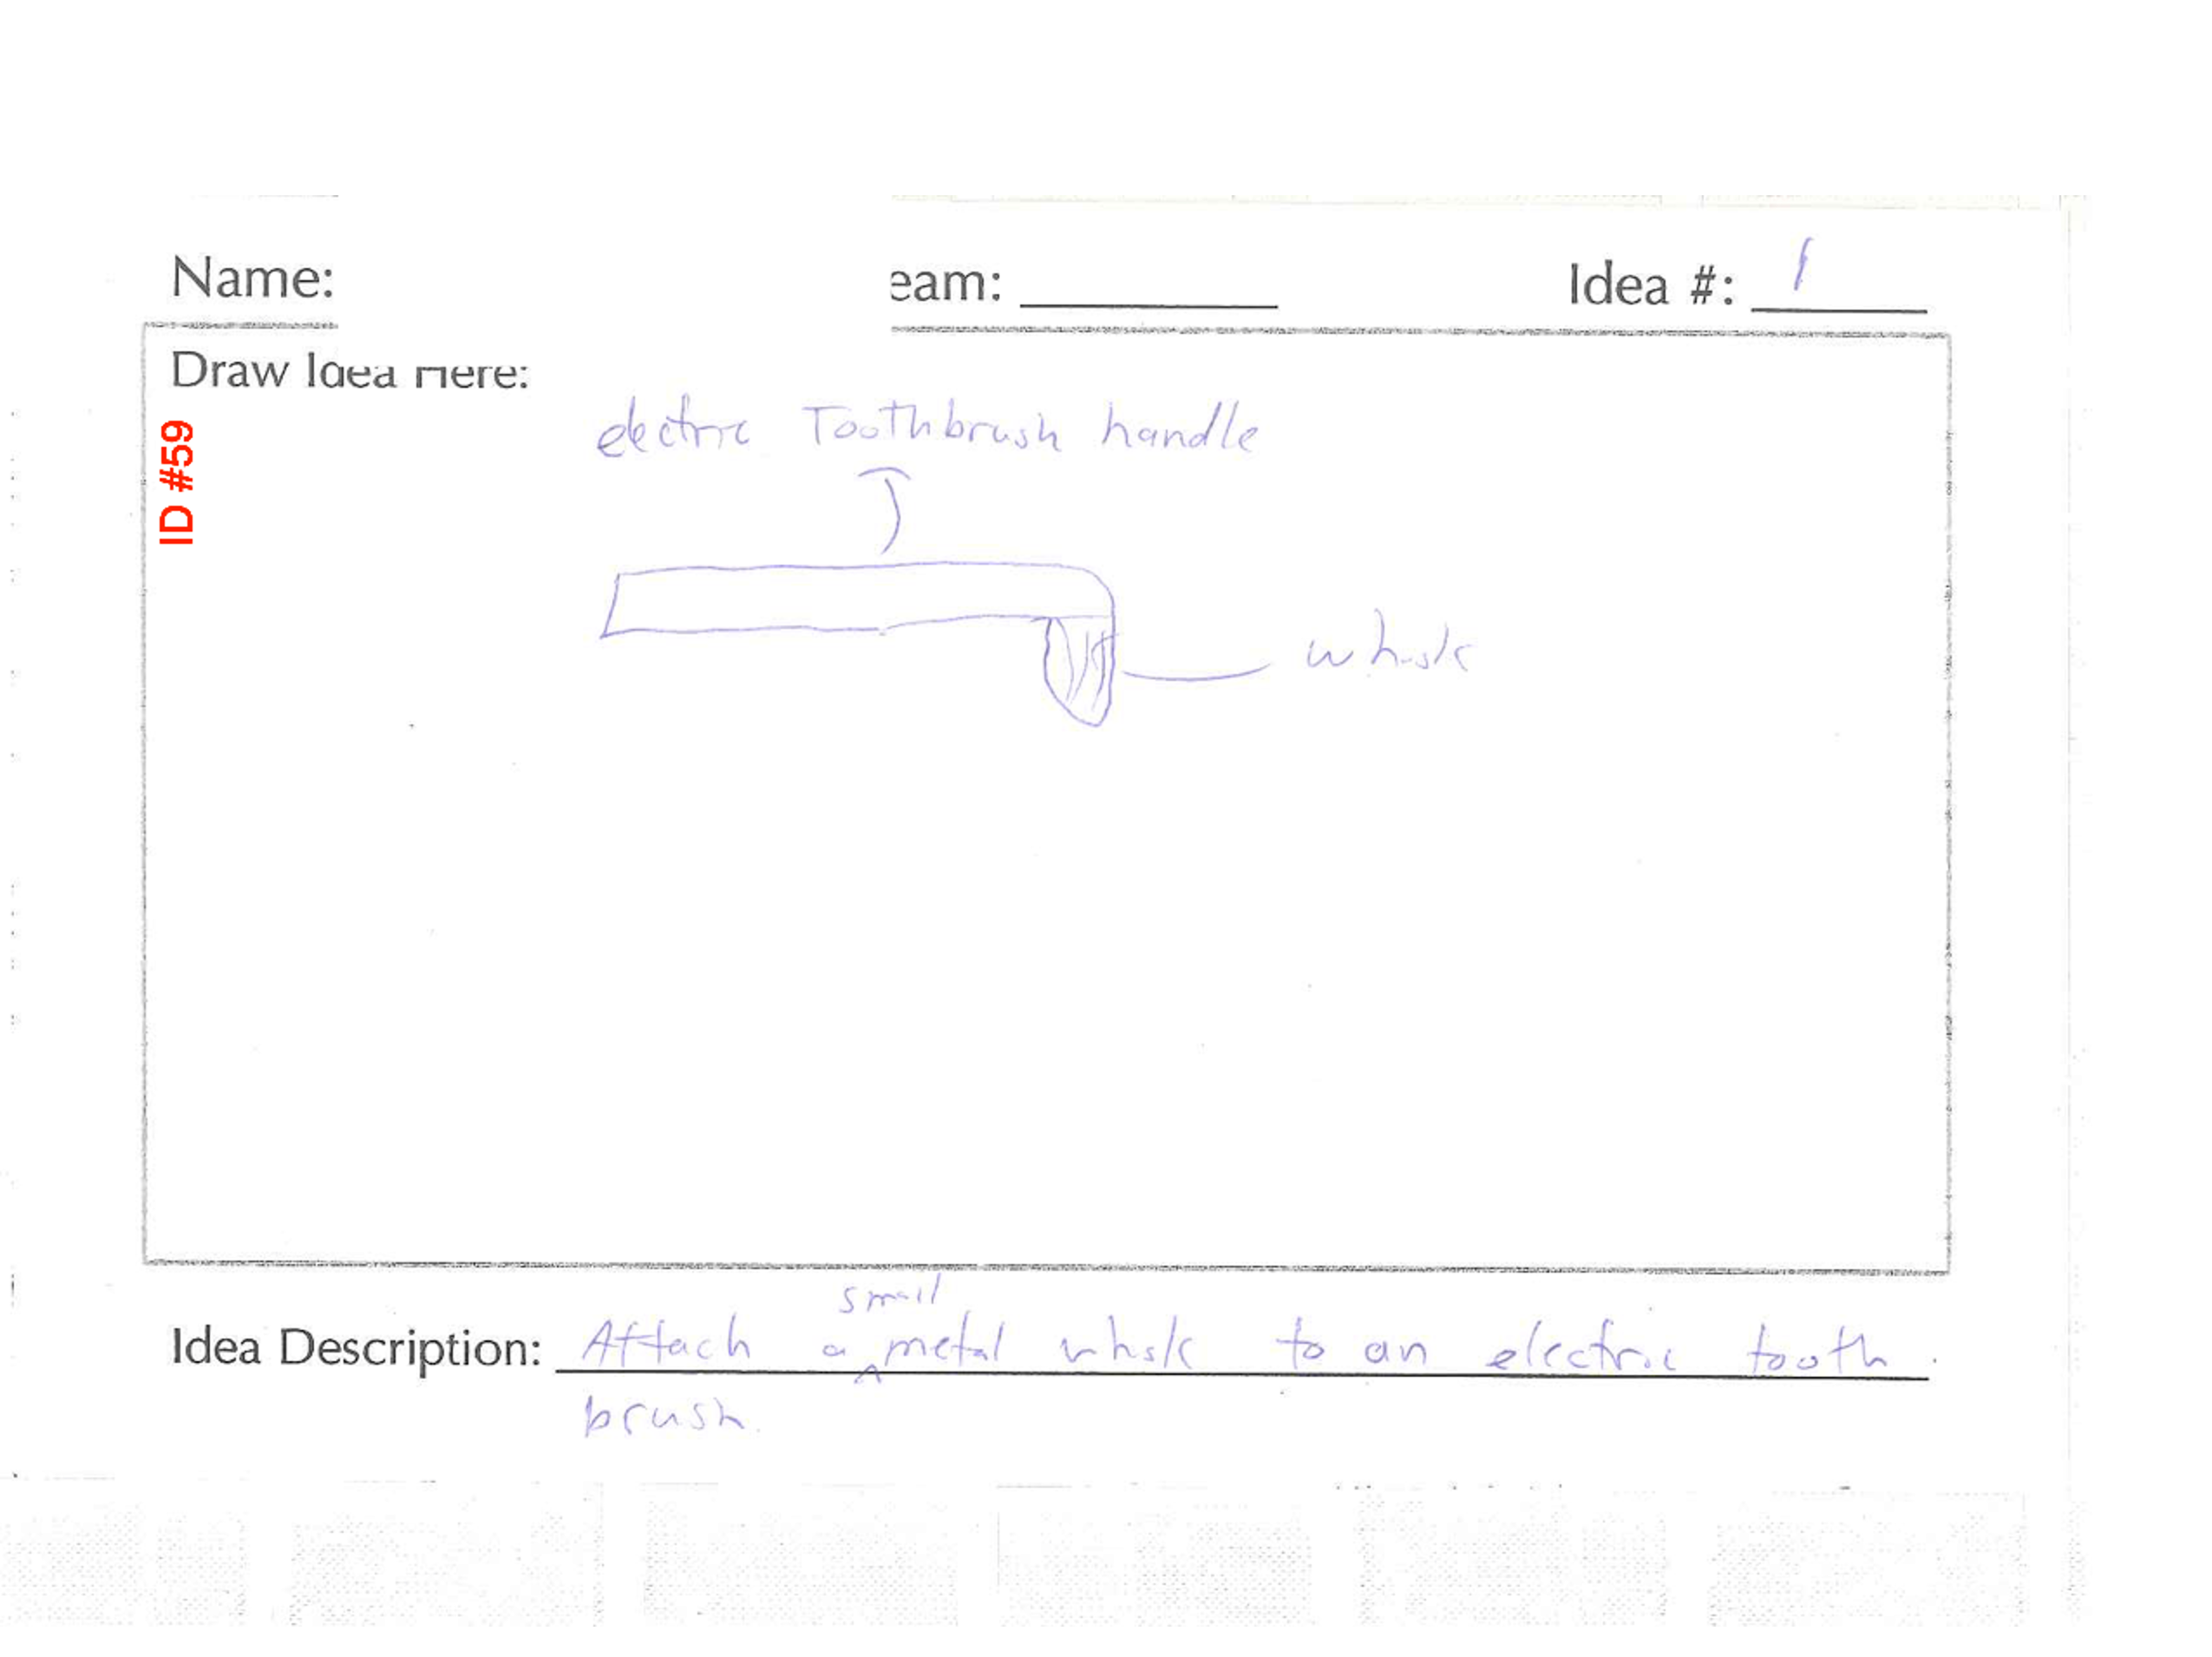 Name:
eam:
Idea #: 1
Draw Idea Here:
ID #59
electric Toothbrush handle
whisk
small
Idea Description: Attach a ^ metal whisk to an electric tooth
brush.